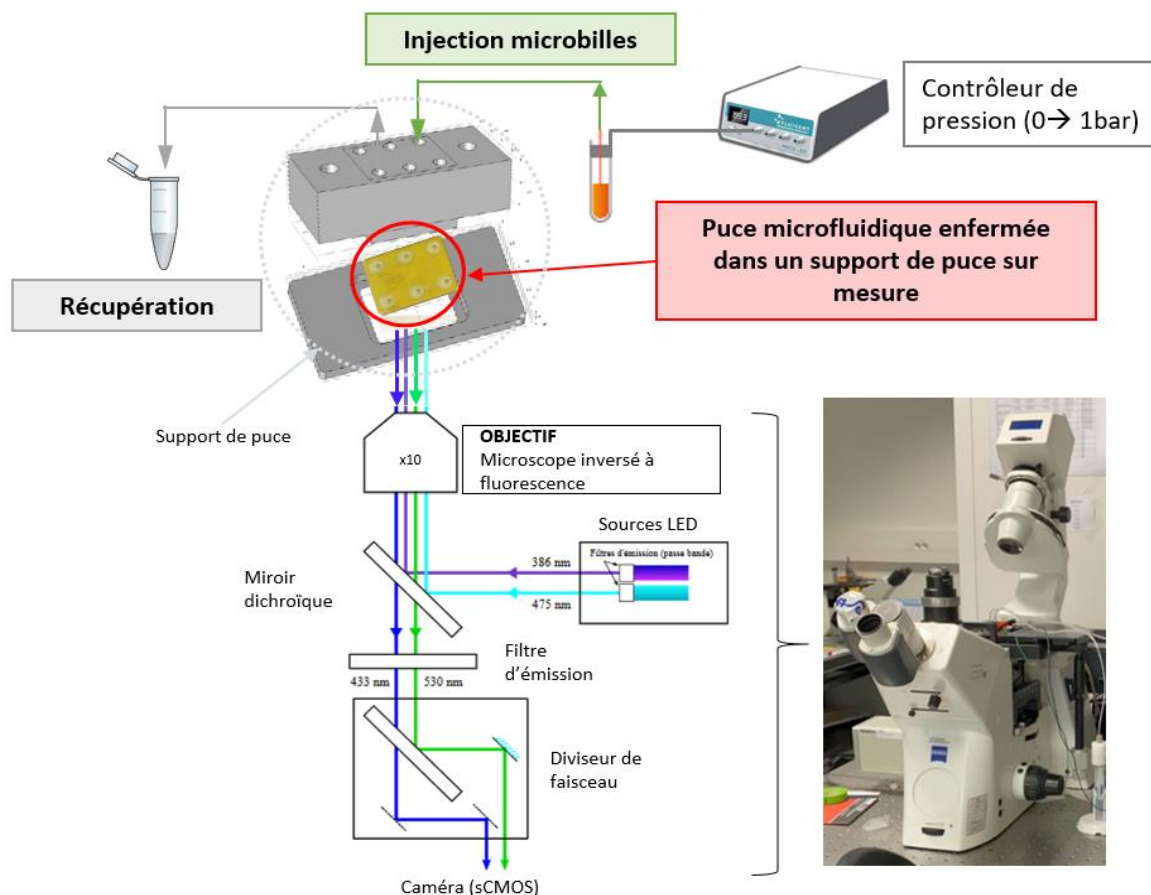 Injection microbilles
Contrôleur de
pression (0→ 1bar)
Puce microfluidique enfermée
dans un support de puce sur
mesure
Récupération
Support de puce
x10
OBJECTIF
Microscope inversé à
fluorescence
Sources LED
Filtres d'émission (passe bande)
386 nm
475 nm
Miroir
dichroïque
Filtre
d'émission
433 nm
530 nm
Diviseur de
faisceau
Caméra (sCMOS)